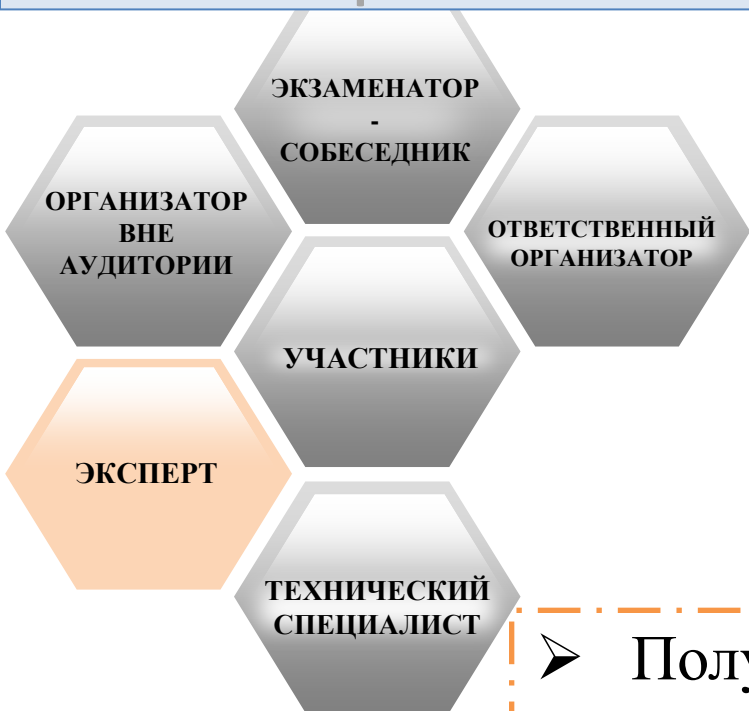 ЭКЗАМЕНАТОР
-
СОБЕСЕДНИК
ОРГАНИЗАТОР
ВНЕ
АУДИТОРИИ
ОТВЕТСТВЕННЫЙ
ОРГАНИЗАТОР
УЧАСТНИКИ
ЭКСПЕРТ
ТЕХНИЧЕСКИЙ
СПЕЦИАЛИСТ